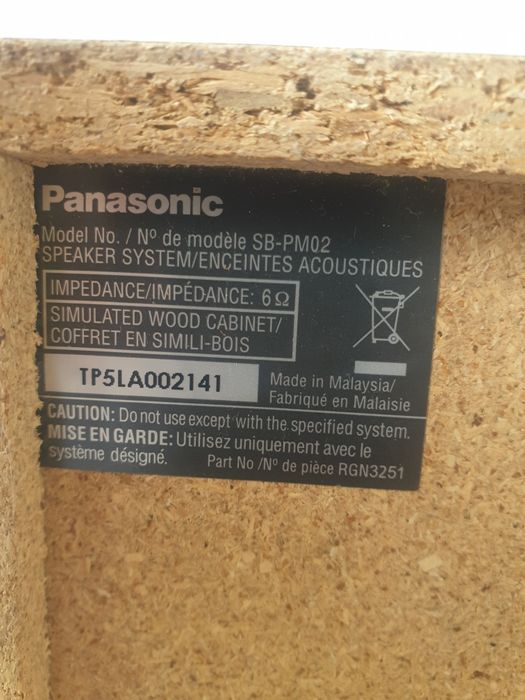 Panasonic
Model No. / Nº de modèle SB-PM02
SPEAKER SYSTEM/ENCEINTES ACOUSTIQUES
IMPEDANCE/IMPÉDANCE: 6Ω
SIMULATED WOOD CABINET/
COFFRET EN SIMILI-BOIS
TP5LA002141
Made in Malaysia/
Fabriqué en Malaisie
CAUTION: Do not use except with the specified system.
MISE EN GARDE: Utilisez uniquement avec le
système désigné.
Part No /Nº de pièce RGN3251